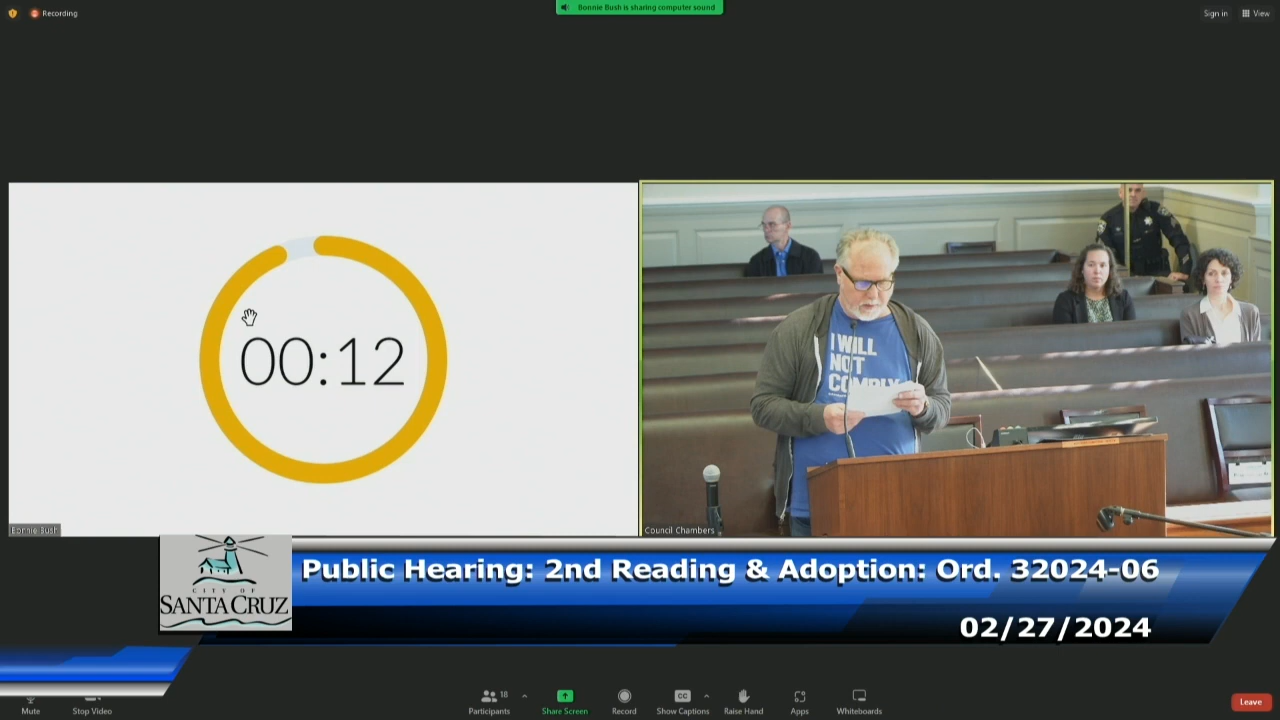 Recording
Bonnie Bush is sharing computer sound
Sign in
View
00:12
I WILL
NOT
COMPLY
Bonnie Bush
Council Chambers
CITY OF
SANTA CRUZ
Public Hearing: 2nd Reading & Adoption: Ord. 32024-06
02/27/2024
Mute
Stop Video
Participants
18
Share Screen
Record
CC
Show Captions
Raise Hand
Apps
Whiteboards
Leave